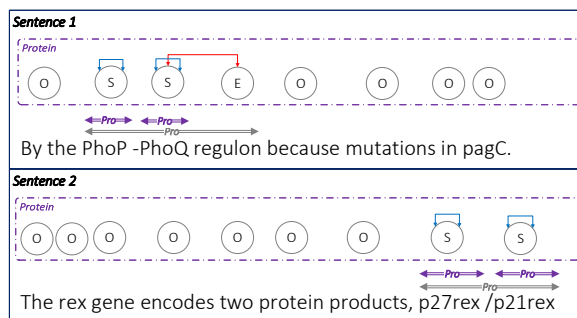 Sentence 1
Protein
O S S E O O O O
Pro Pro
Pro
By the PhoP -PhoQ regulon because mutations in pagC.
Sentence 2
Protein
O O O O O O O S S
Pro Pro
Pro
The rex gene encodes two protein products, p27rex /p21rex